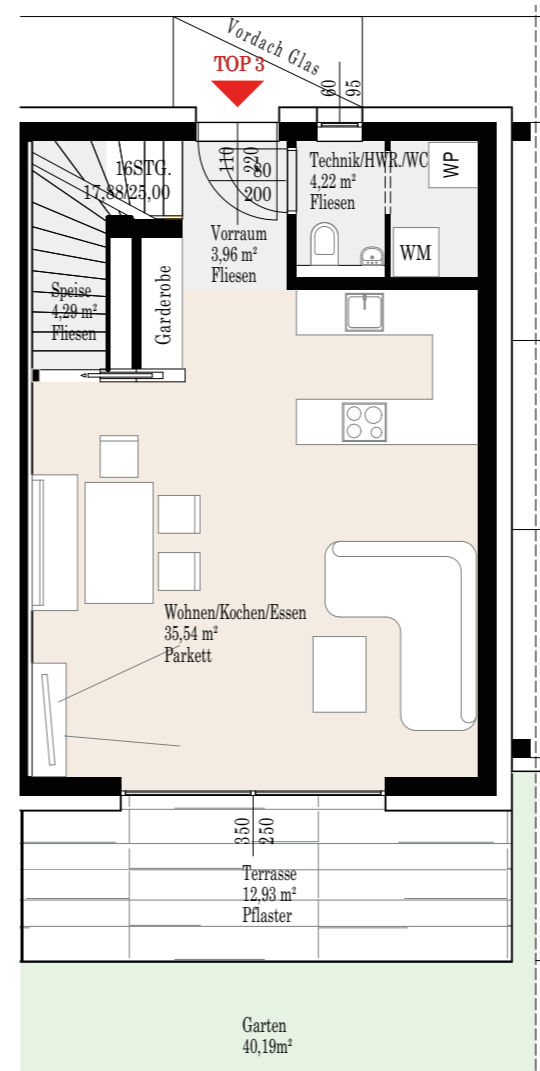 Vordach Glas
TOP 3
60
95
16STG.
17,88/25,00
110
220
80
200
Technik/HWR./WC
4,22 m²
Fliesen
WP
WM
Vorraum
3,96 m²
Fliesen
Garderobe
Speise
4,29 m²
Fliesen
Wohnen/Kochen/Essen
35,54 m²
Parkett
350
250
Terrasse
12,93 m²
Pflaster
Garten
40,19m²